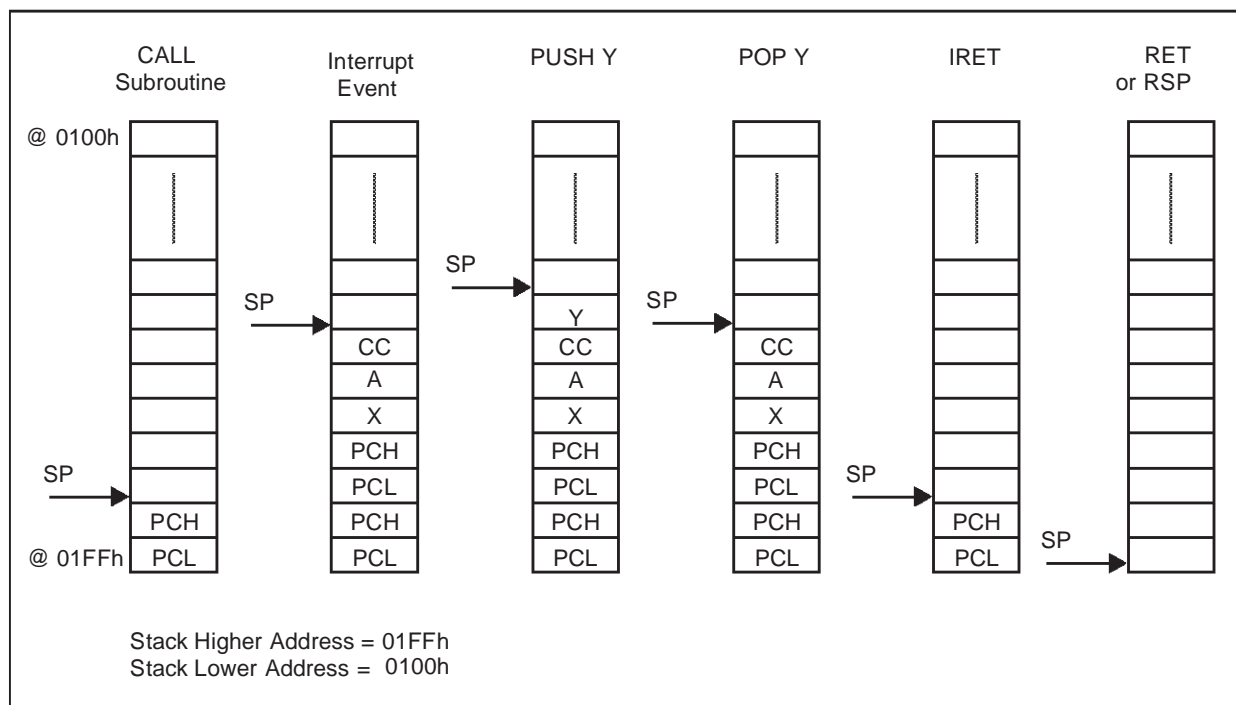 CALL
Subroutine
Interrupt
Event
PUSH Y
POP Y
IRET
RET
or RSP
@ 0100h
SP
SP
SP
Y
CC
CC
CC
A
A
A
X
X
X
PCH
PCH
PCH
SP
SP
PCL
PCL
PCL
PCH
PCH
PCH
PCH
PCH
SP
@ 01FFh
PCL
PCL
PCL
PCL
PCL
Stack Higher Address = 01FFh
Stack Lower Address = 0100h